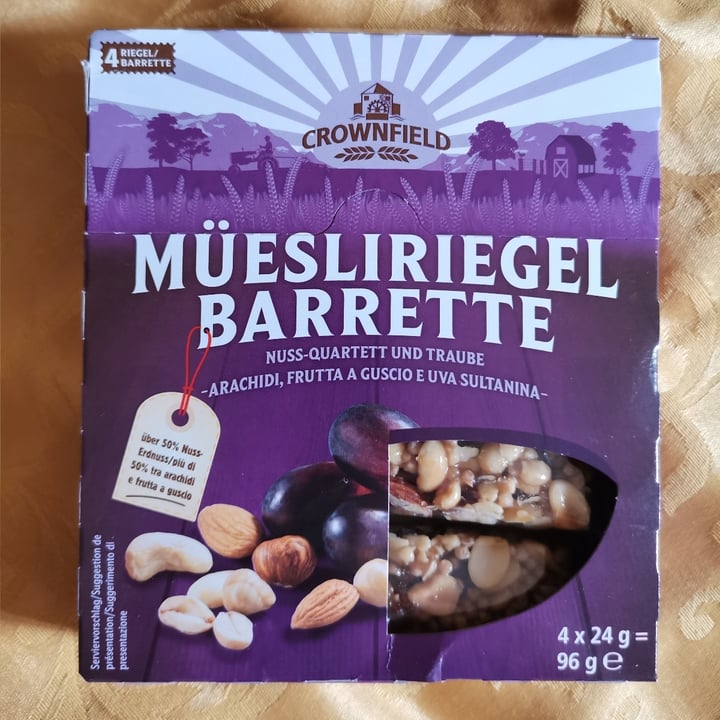 4 RIEGEL/
BARRETTE
CROWNFIELD
MÜESLIRIEGEL
BARRETTE
NUSS-QUARTETT UND TRAUBE
-ARACHIDI, FRUTTA A GUSCIO E UVA SULTANINA-
über 50% Nuss-
Erdnuss/più di
50% tra arachidi
e frutta a guscio
Serviervorschlag/Suggestion de
présentation/Suggerimento di
presentazione
4 x 24 g =
96 g ℮